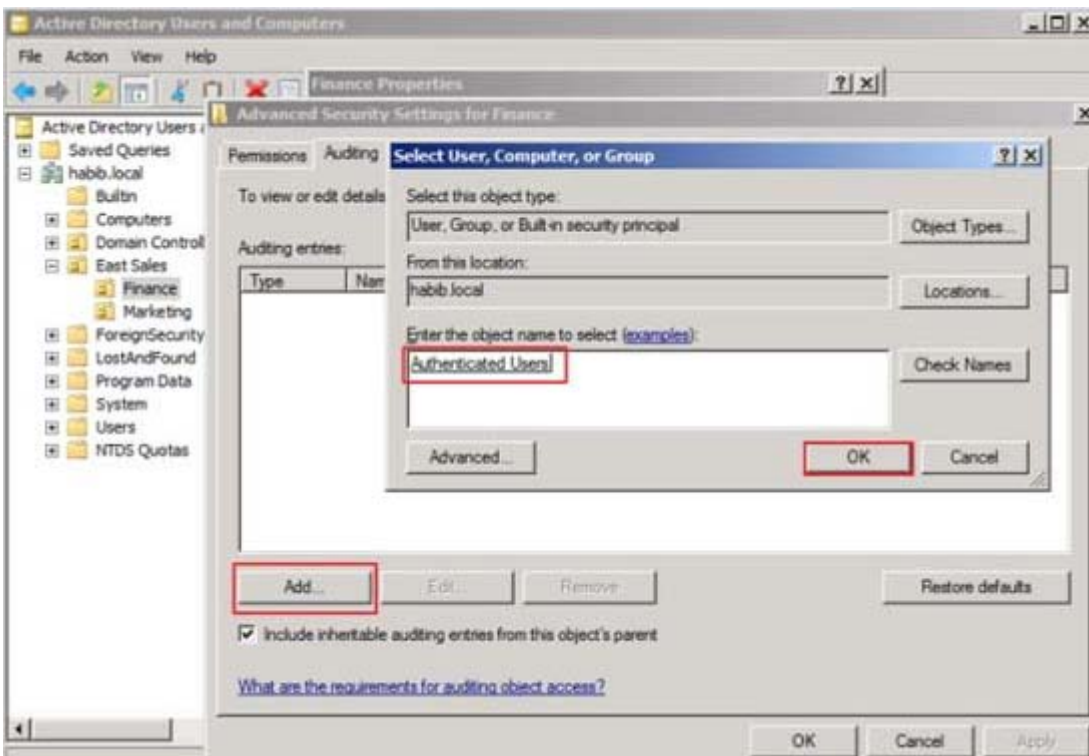 Active Directory Users and Computers
File Action View Help
Finance Properties
Advanced Security Settings for Finance
Active Directory Users
Saved Queries
habib.local
Builtin
Computers
Domain Controll
East Sales
Finance
Marketing
ForeignSecurity
LostAndFound
Program Data
System
Users
NTDS Quotas
Permissions Auditing
To view or edit details
Auditing entries:
Type Nam
Select User, Computer, or Group
Select this object type:
User, Group, or Built-in security principal
Object Types...
From this location:
habib.local
Locations...
Enter the object name to select (examples):
Authenticated Users
Check Names
Advanced...
OK Cancel
Add... Edit... Remove Restore defaults
Include inheritable auditing entries from this object's parent
What are the requirements for auditing object access?
OK Cancel Apply